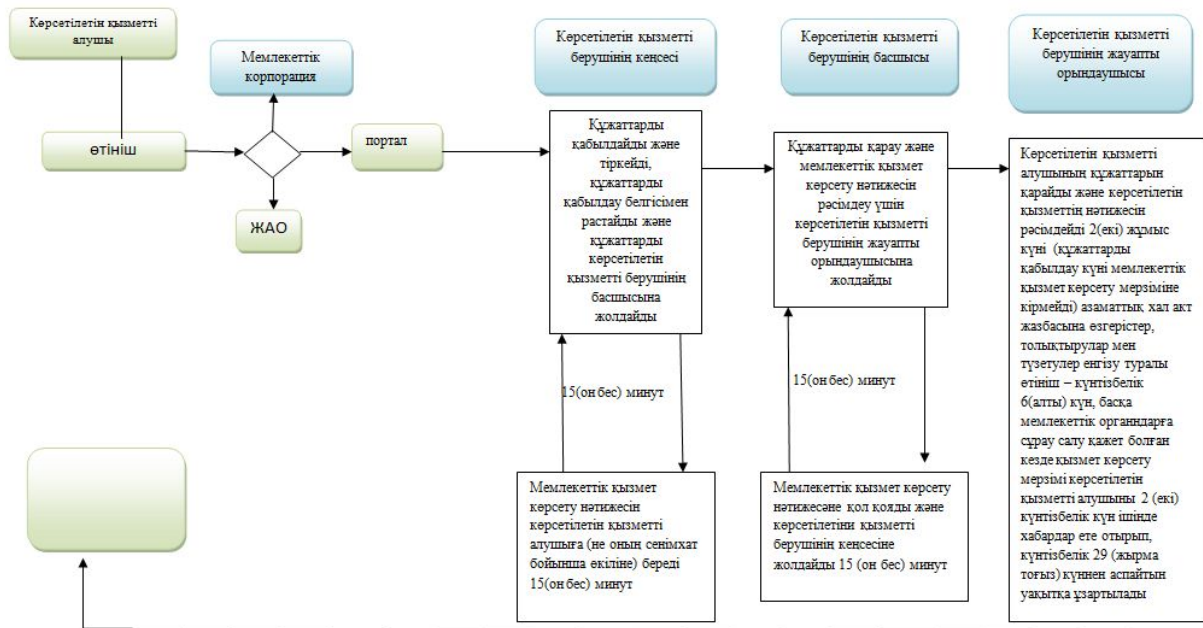 Көрсетілетін қызметті
алушы
Мемлекеттік
корпорация
өтініш
портал
ЖАО
Көрсетілетін қызметті
берушінің кеңсесі
Құжаттарды
қабылдайды және
тіркейді,
құжаттарды
қабылдау белгісімен
растайды және
құжаттарды
көрсетілетін
қызметті берушінің
басшысына
жолдайды
15(он бес) минут
Мемлекеттік қызмет
көрсету нәтижесін
көрсетілетін қызметті
алушыға (не оның сенімхат
бойынша өкіліне) береді
15(он бес) минут
Көрсетілетін қызметті
берушінің басшысы
Құжаттарды қарау және
мемлекеттік қызмет
көрсету нәтижесін
рәсімдеу үшін
көрсетілетін қызметті
берушінің жауапты
орындаушысына
жолдайды
15(он бес) минут
Мемлекеттік қызмет көрсету
нәтижесәне қол қояды және
көрсетілетіни қызметті
берушінің кеңсесіне
жолдайды 15 (он бес) минут
Көрсетілетін қызметті
берушінің жауапты
орындаушысы
Көрсетілетін қызметті
алушының құжаттарын
қарайды және көрсетілетін
қызметтің нәтижесін
рәсімдейді 2(екі) жұмыс
күні (құжаттарды
қабылдау күні мемлекеттік
қызмет көрсету мерзіміне
кірмейді) азаматтық хал акт
жазбасына өзгерістер,
толықтырулар мен
түзетулер енгізу туралы
өтініш – күнтізбелік
6(алты) күн, басқа
мемлекеттік органндарға
сұрау салу қажет болған
кезде қызмет көрсету
мерзімі көрсетілетін
қызметті алушыны 2 (екі)
күнтізбелік күн ішінде
хабардар ете отырып,
күнтізбелік 29 (жырма
тоғыз) күннен аспайтын
уақытқа ұзартылады